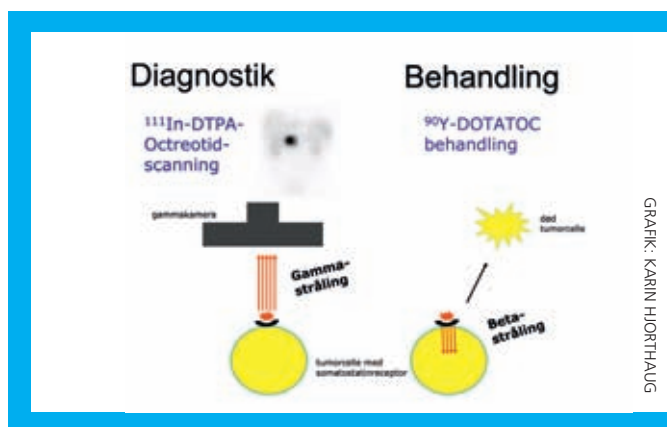 Diagnostik
¹¹¹In-DTPA-
Octreotid-
scanning
gammakamera
Gamma-
stråling
tumorcelle med
somatostatinreceptor
Behandling
⁹⁰Y-DOTATOC
behandling
død
tumorcelle
Beta-
stråling
GRAFIK: KARIN HJORTHAUG